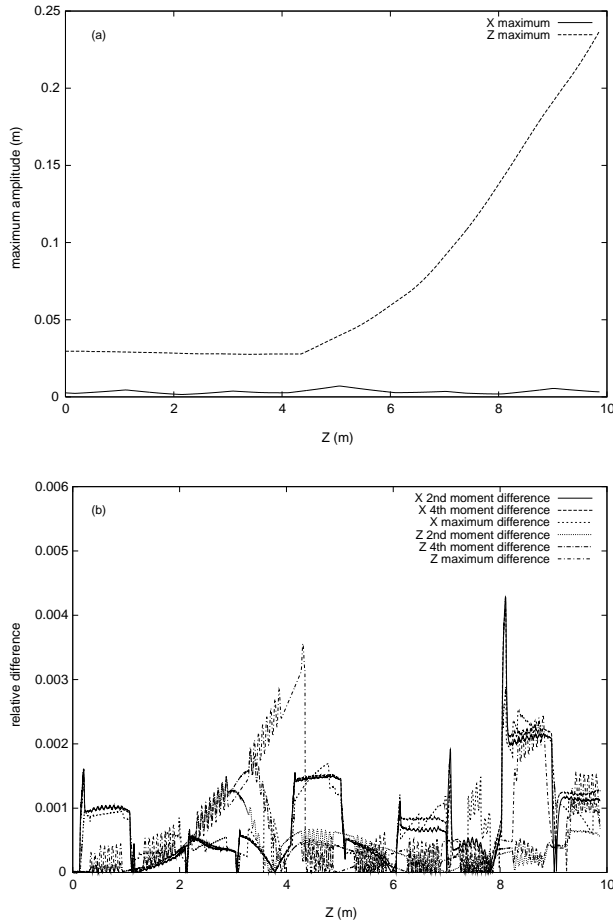 0.25
(a)
X maximum
Z maximum
0.2
0.15
0.1
0.05
0
maximum amplitude (m)
0 2 4 6 8 10
Z (m)
0.006
(b)
X 2nd moment difference
X 4th moment difference
X maximum difference
Z 2nd moment difference
Z 4th moment difference
Z maximum difference
0.005
0.004
0.003
0.002
0.001
0
relative difference
0 2 4 6 8 10
Z (m)